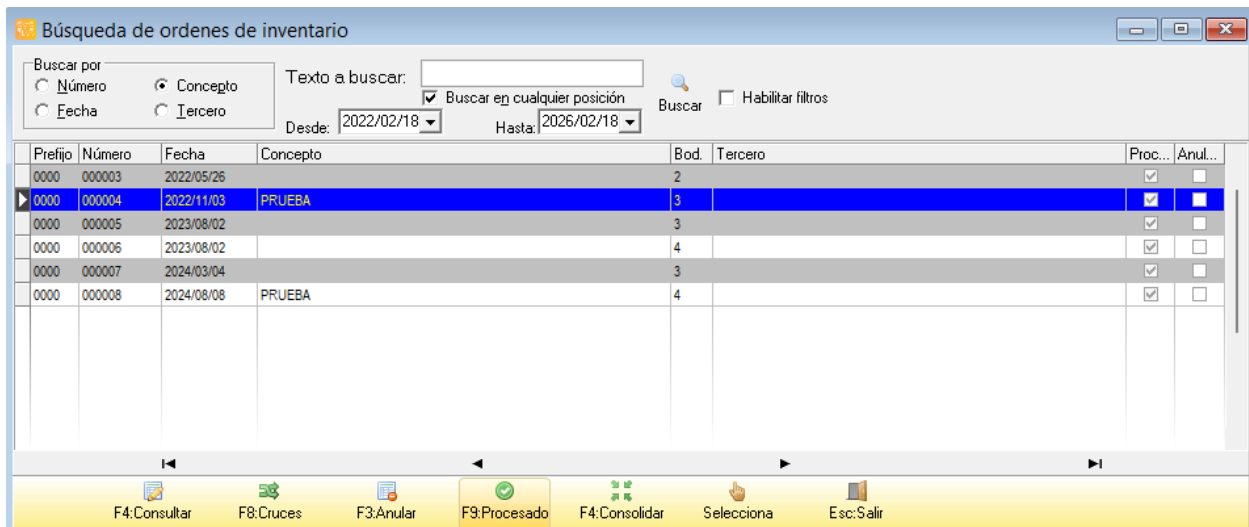 Búsqueda de ordenes de inventario
Buscar por
Número
Concepto
Fecha
Tercero
Texto a buscar:
Buscar en cualquier posición
Desde: 2022/02/18
Hasta: 2026/02/18
Buscar
Habilitar filtros
Prefijo Número Fecha Concepto Bod. Tercero Proc... Anul...
0000 000003 2022/05/26 2
0000 000004 2022/11/03 PRUEBA 3
0000 000005 2023/08/02 3
0000 000006 2023/08/02 4
0000 000007 2024/03/04 3
0000 000008 2024/08/08 PRUEBA 4
F4:Consultar F8:Cruces F3:Anular F9:Procesado F4:Consolidar Selecciona Esc:Salir